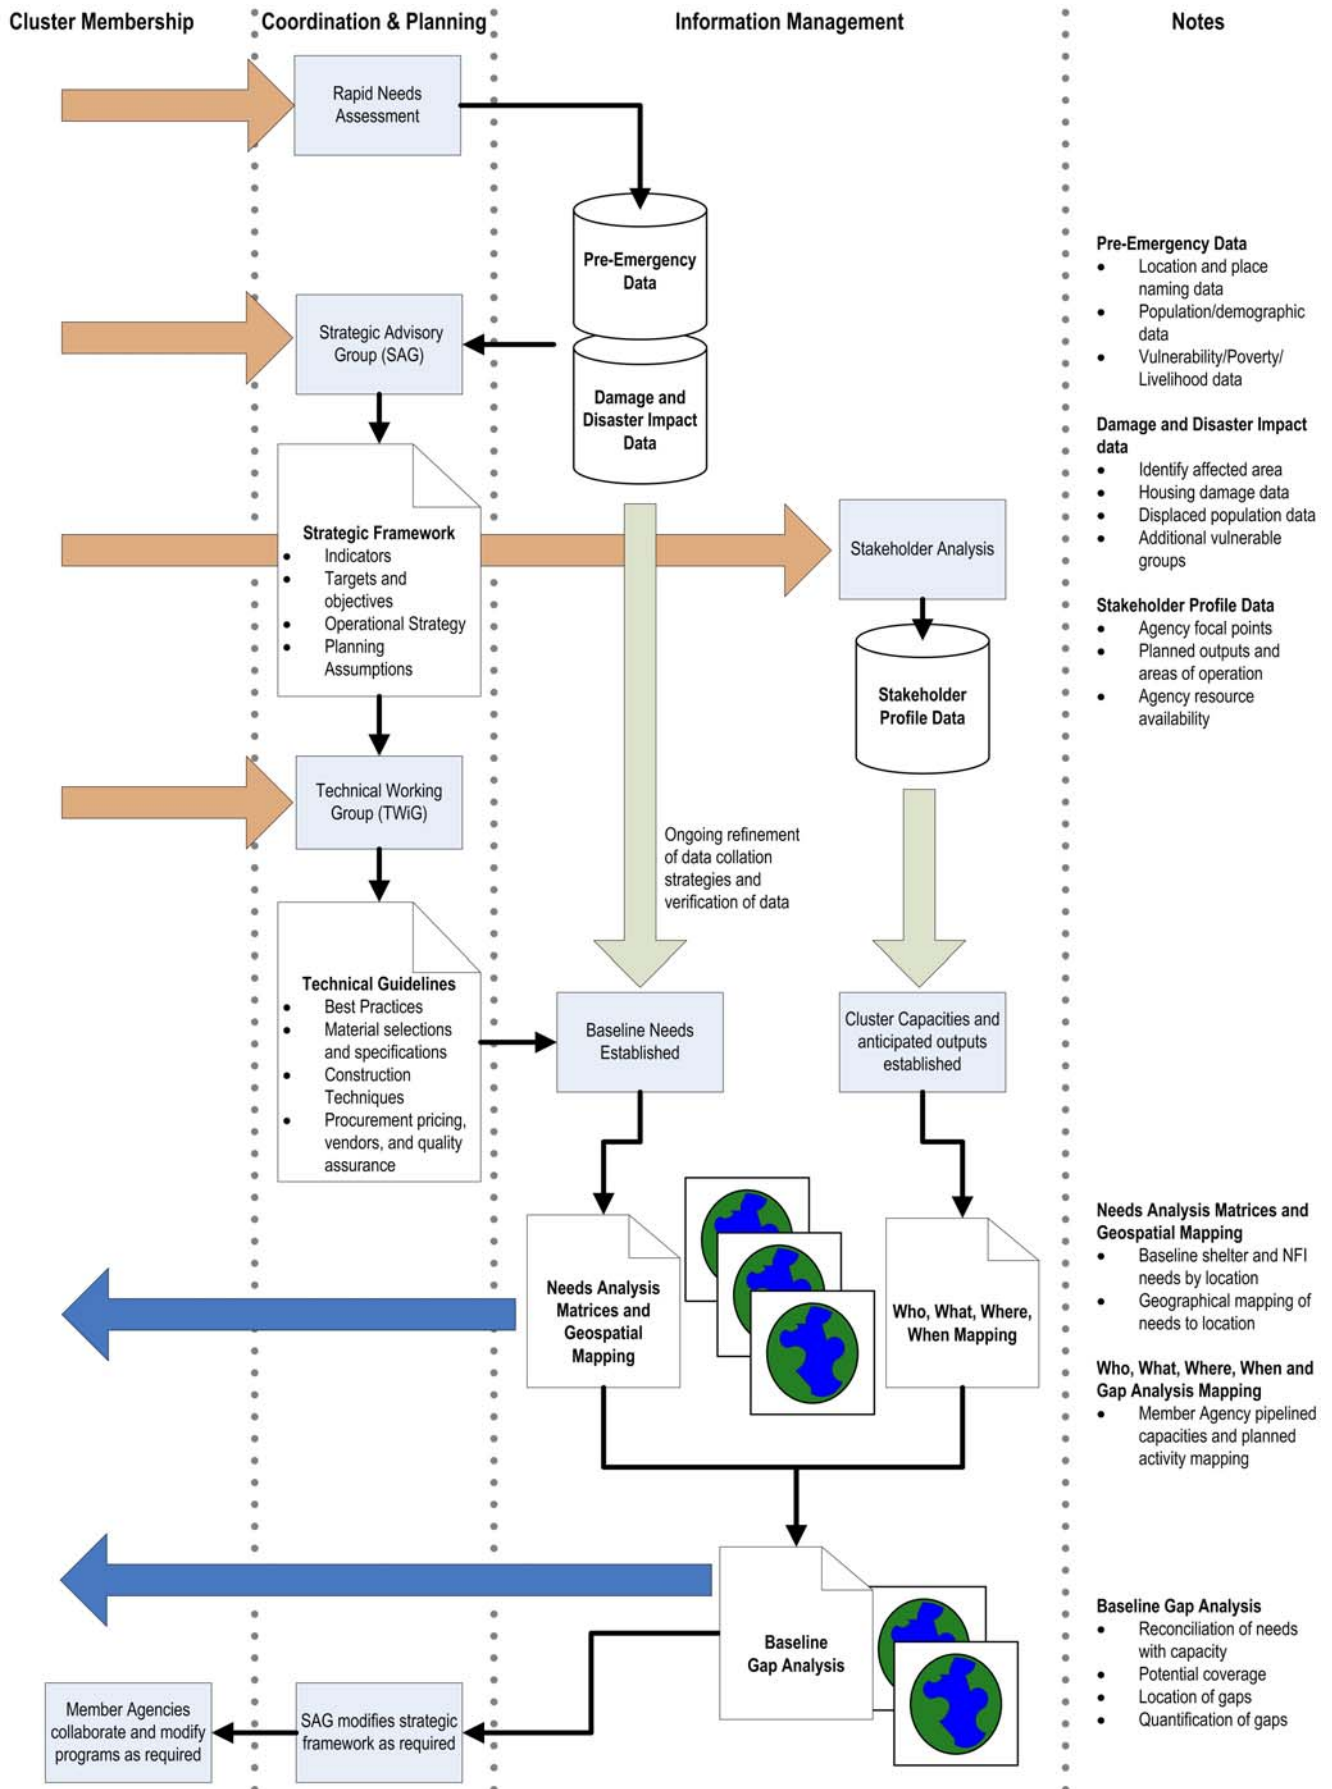 Cluster Membership
Coordination & Planning
Information Management
Notes
Rapid Needs
Assessment
Pre-Emergency
Data
Strategic Advisory
Group (SAG)
Damage and
Disaster Impact
Data
Strategic Framework
• Indicators
• Targets and
objectives
• Operational Strategy
• Planning
Assumptions
Stakeholder Analysis
Stakeholder
Profile Data
Technical Working
Group (TWiG)
Ongoing refinement
of data collation
strategies and
verification of data
Technical Guidelines
• Best Practices
• Material selections
and specifications
• Construction
Techniques
• Procurement pricing,
vendors, and quality
assurance
Baseline Needs
Established
Cluster Capacities and
anticipated outputs
established
Needs Analysis
Matrices and
Geospatial
Mapping
Who, What, Where,
When Mapping
Baseline
Gap Analysis
SAG modifies strategic
framework as required
Member Agencies
collaborate and modify
programs as required
Pre-Emergency Data
• Location and place
naming data
• Population/demographic
data
• Vulnerability/Poverty/
Livelihood data
Damage and Disaster Impact
data
• Identify affected area
• Housing damage data
• Displaced population data
• Additional vulnerable
groups
Stakeholder Profile Data
• Agency focal points
• Planned outputs and
areas of operation
• Agency resource
availability
Needs Analysis Matrices and
Geospatial Mapping
• Baseline shelter and NFI
needs by location
• Geographical mapping of
needs to location
Who, What, Where, When and
Gap Analysis Mapping
• Member Agency pipelined
capacities and planned
activity mapping
Baseline Gap Analysis
• Reconciliation of needs
with capacity
• Potential coverage
• Location of gaps
• Quantification of gaps